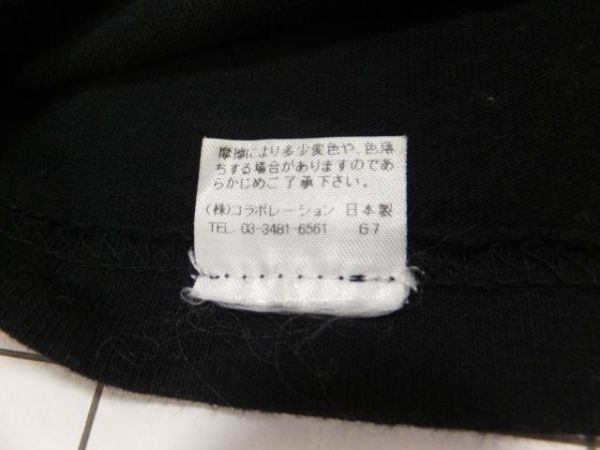 摩擦により多少変色や、色落
ちする場合がありますのであ
らかじめご了承下さい。
(株)コラボレーション 日本製
TEL. 03-3481-6561 G7